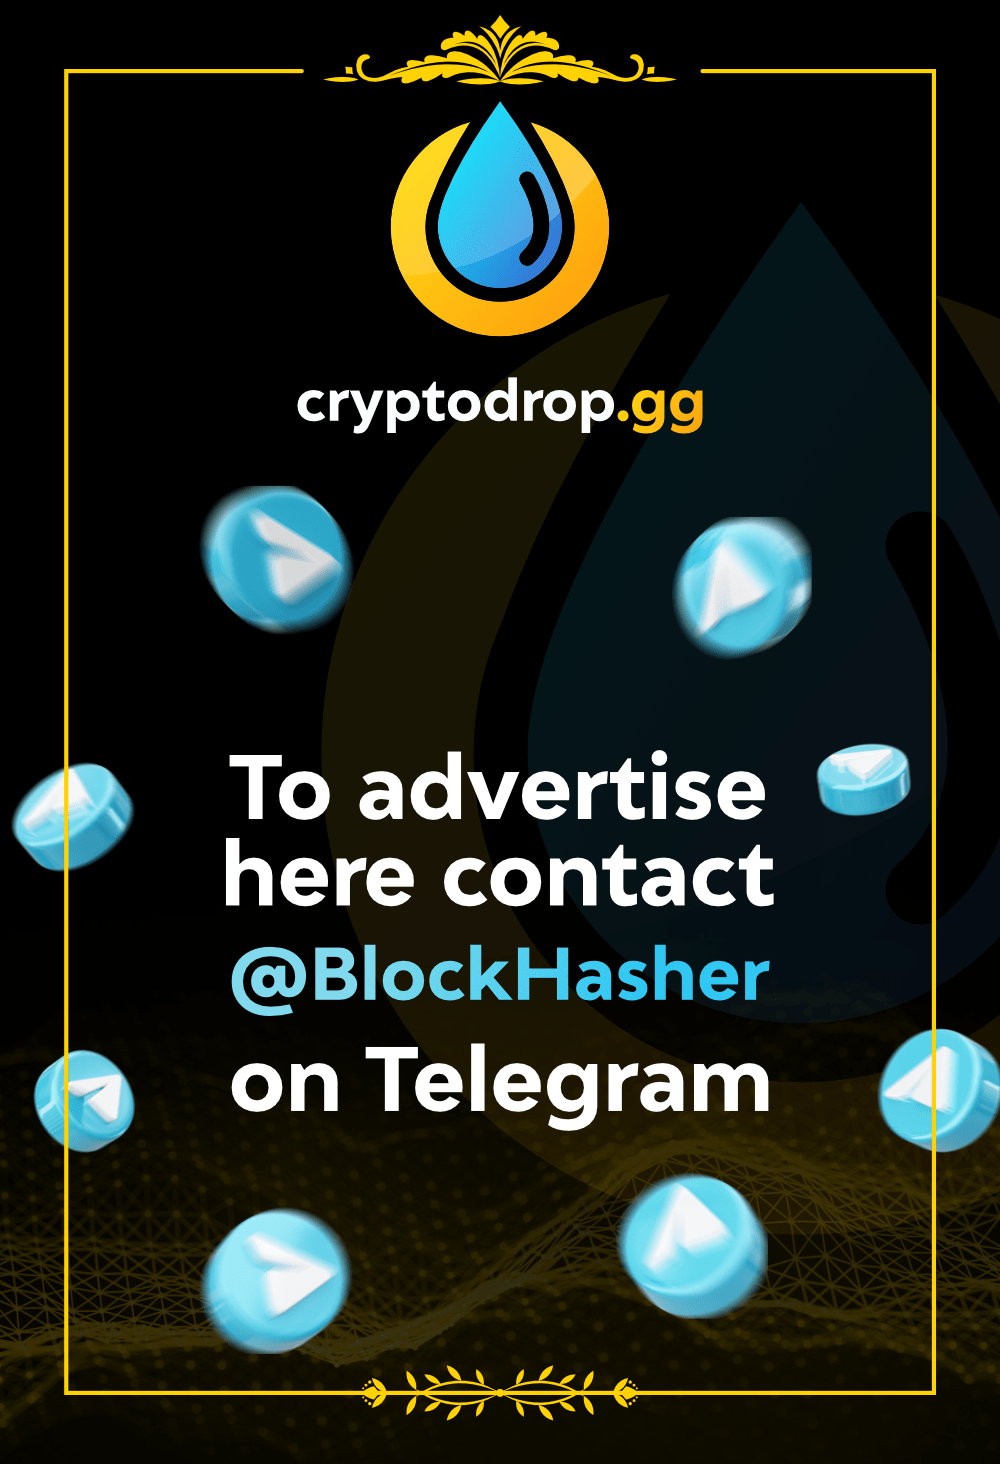 cryptodrop.gg
To advertise
here contact
@BlockHasher
on Telegram